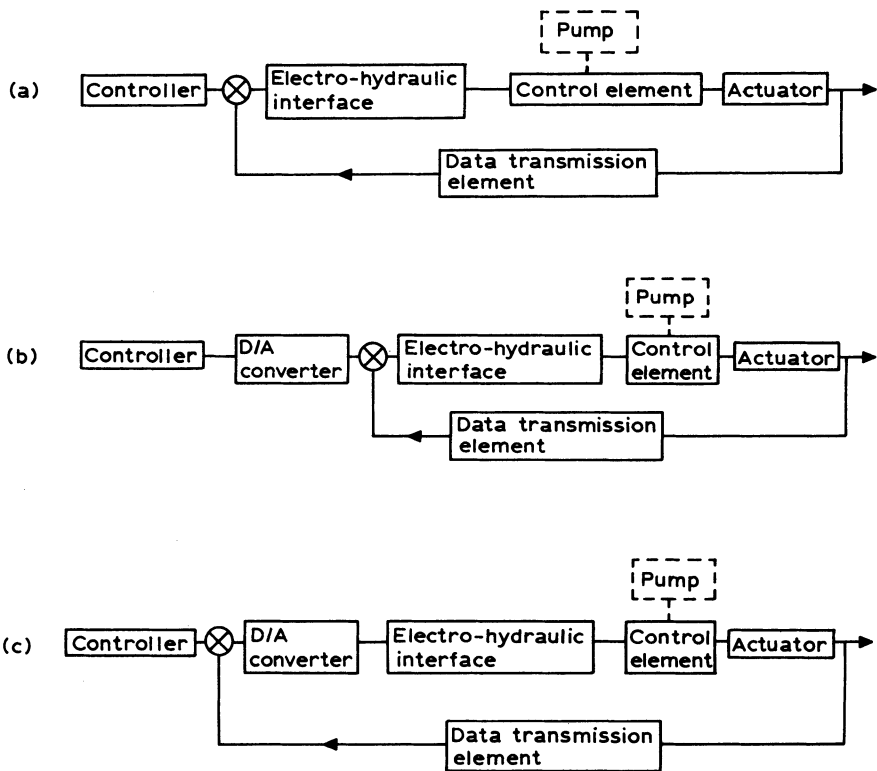 Pump
(a)
Controller
Electro-hydraulic
interface
Control element
Actuator
Data transmission
element
Pump
(b)
Controller
D/A
converter
Electro-hydraulic
interface
Control
element
Actuator
Data transmission
element
Pump
(c)
Controller
D/A
converter
Electro-hydraulic
interface
Control
element
Actuator
Data transmission
element